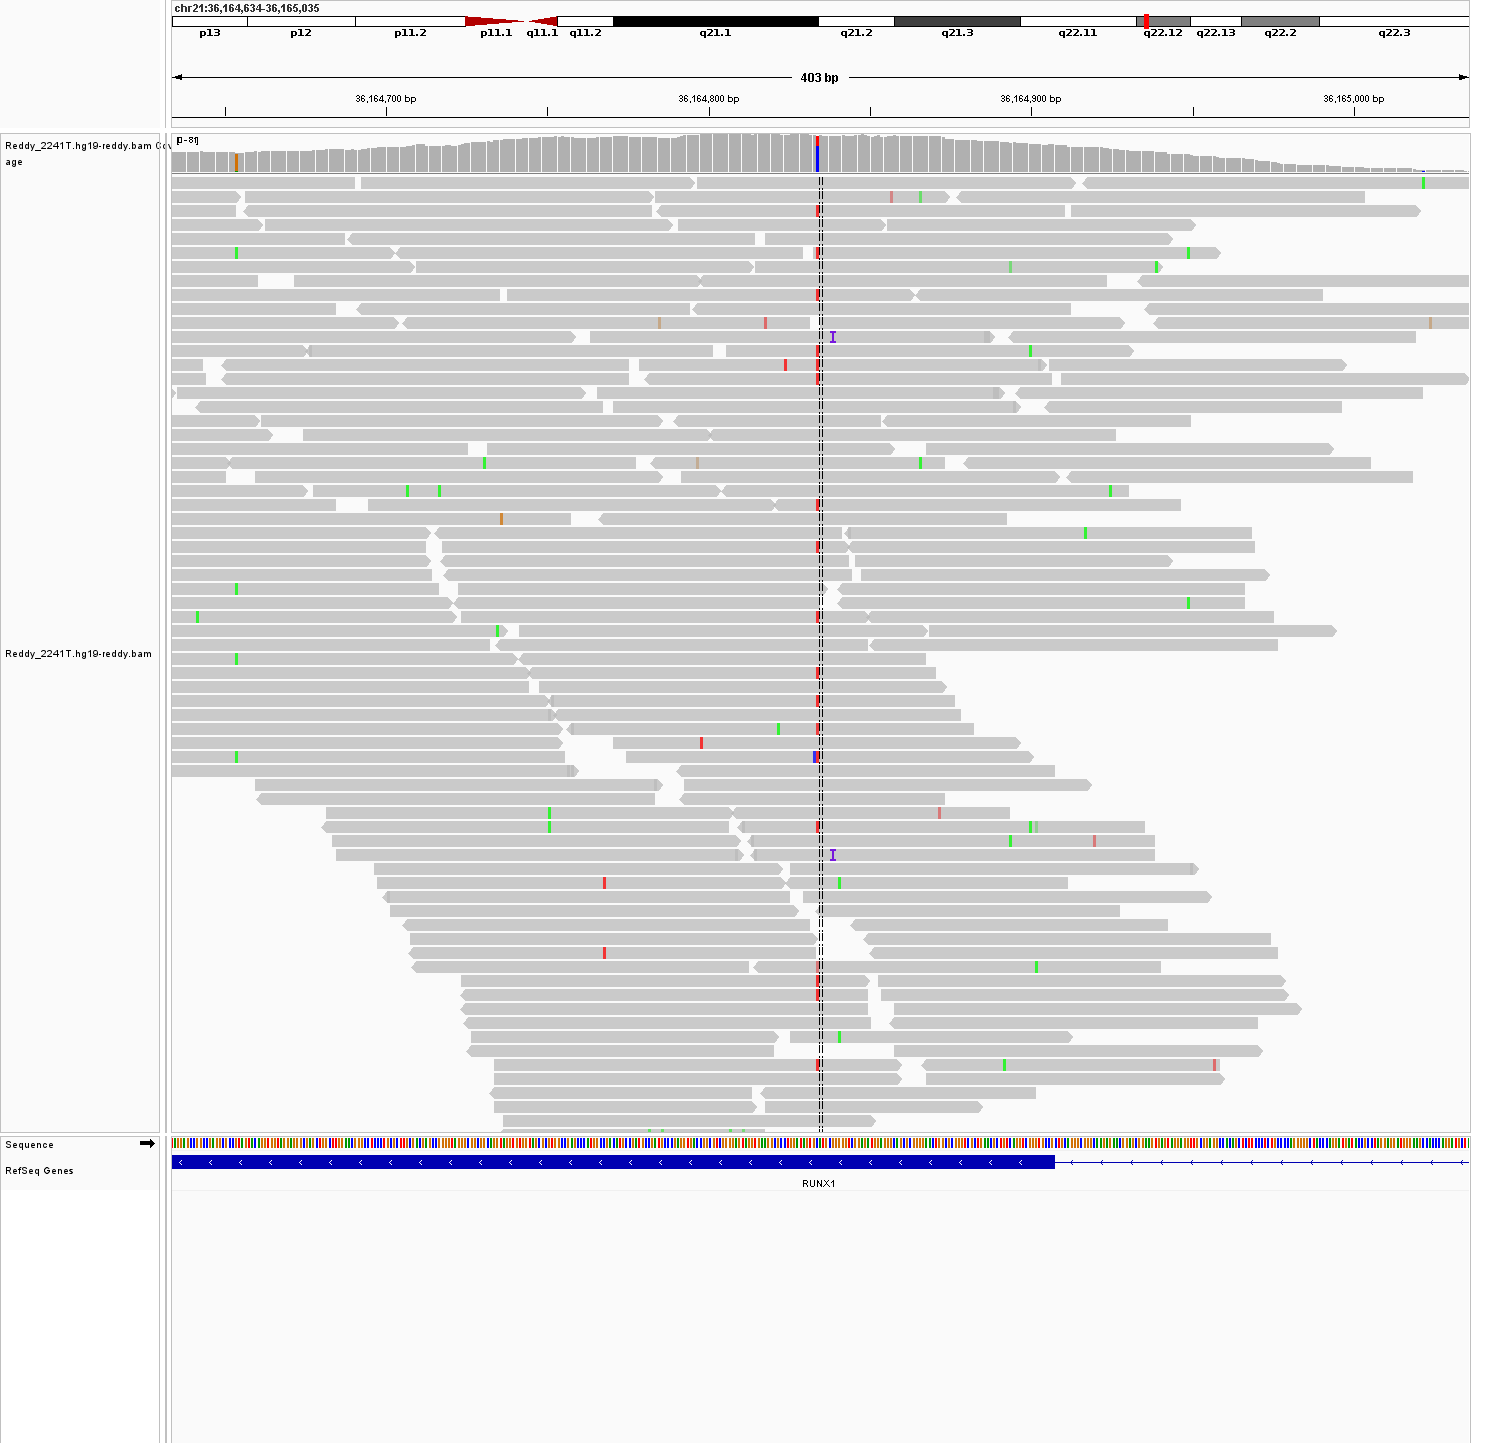 chr21:36,164,634-36,165,035
p13 p12 p11.2 p11.1 q11.1 q11.2 q21.1 q21.2 q21.3 q22.11 q22.12 q22.13 q22.2 q22.3
403 bp
36,164,700 bp 36,164,800 bp 36,164,900 bp 36,165,000 bp
[0-81]
Reddy_2241T.hg19-reddy.bam Cov
age
Reddy_2241T.hg19-reddy.bam
Sequence
RefSeq Genes
RUNX1